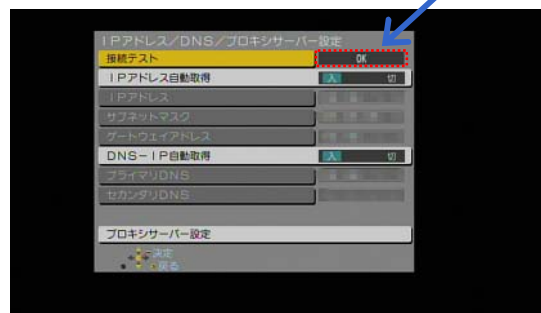 IPアドレス/DNS/プロキシサーバー設定
接続テスト OK
IPアドレス自動取得 入 切
IPアドレス
サブネットマスク
ゲートウェイアドレス
DNS-IP自動取得 入 切
プライマリDNS
セカンダリDNS
プロキシサーバー設定
決定
戻る